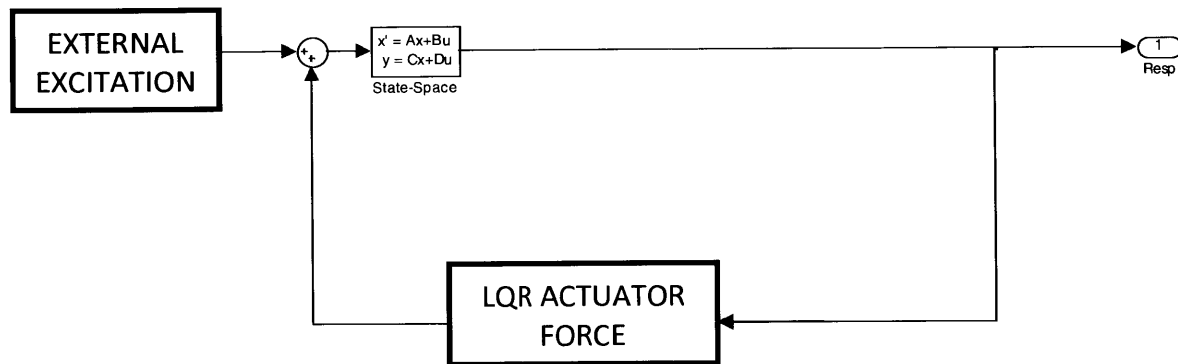 EXTERNAL
EXCITATION
+
+
x' = Ax+Bu
y = Cx+Du
State-Space
1
Resp
LQR ACTUATOR
FORCE